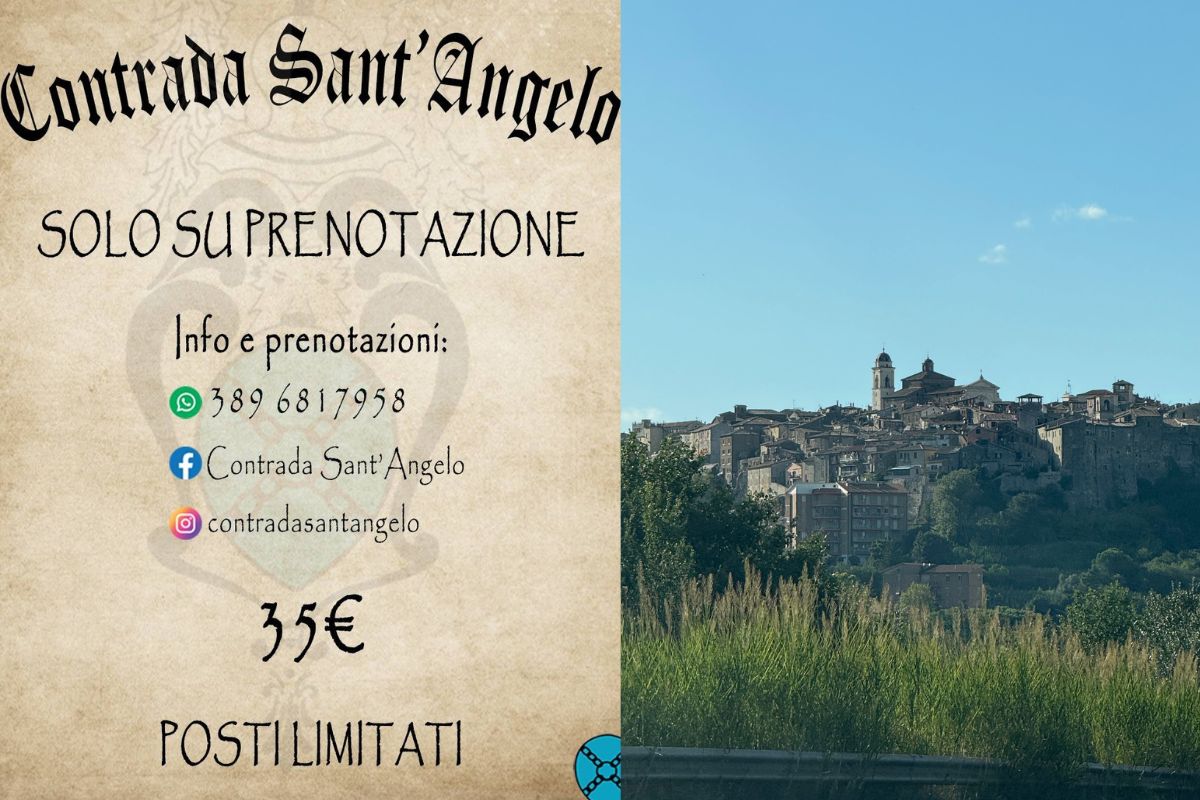 Contrada Sant'Angelo
SOLO SU PRENOTAZIONE
Info e prenotazioni:
389 6817958
Contrada Sant'Angelo
contradasantangelo
35€
POSTI LIMITATI